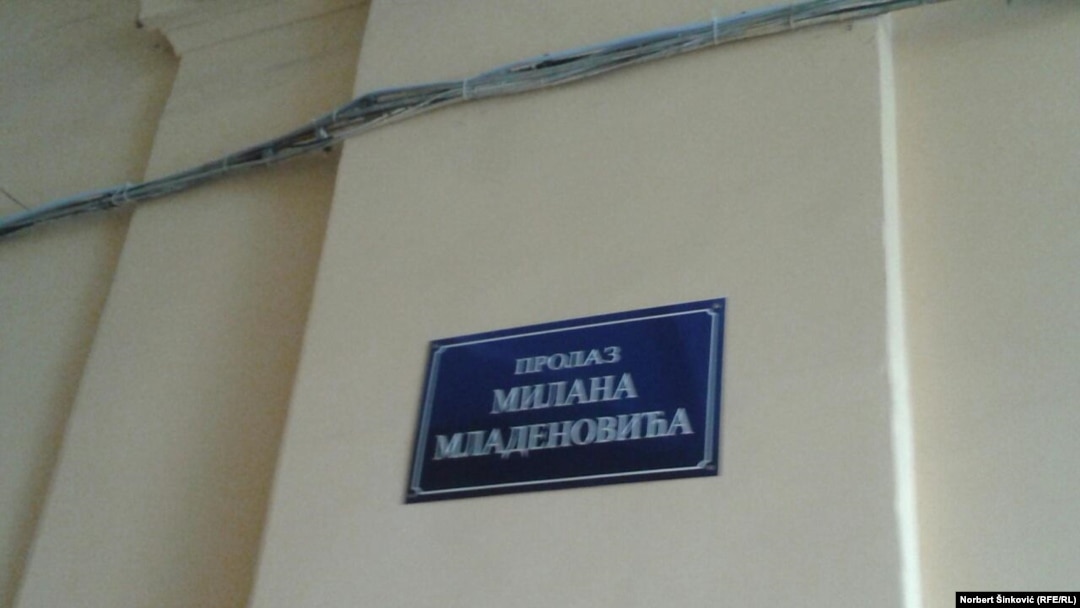 ПРОЛАЗ
МИЛАНА
МЛАДЕНОВИЋА
Norbert Šinković (RFE/RL)